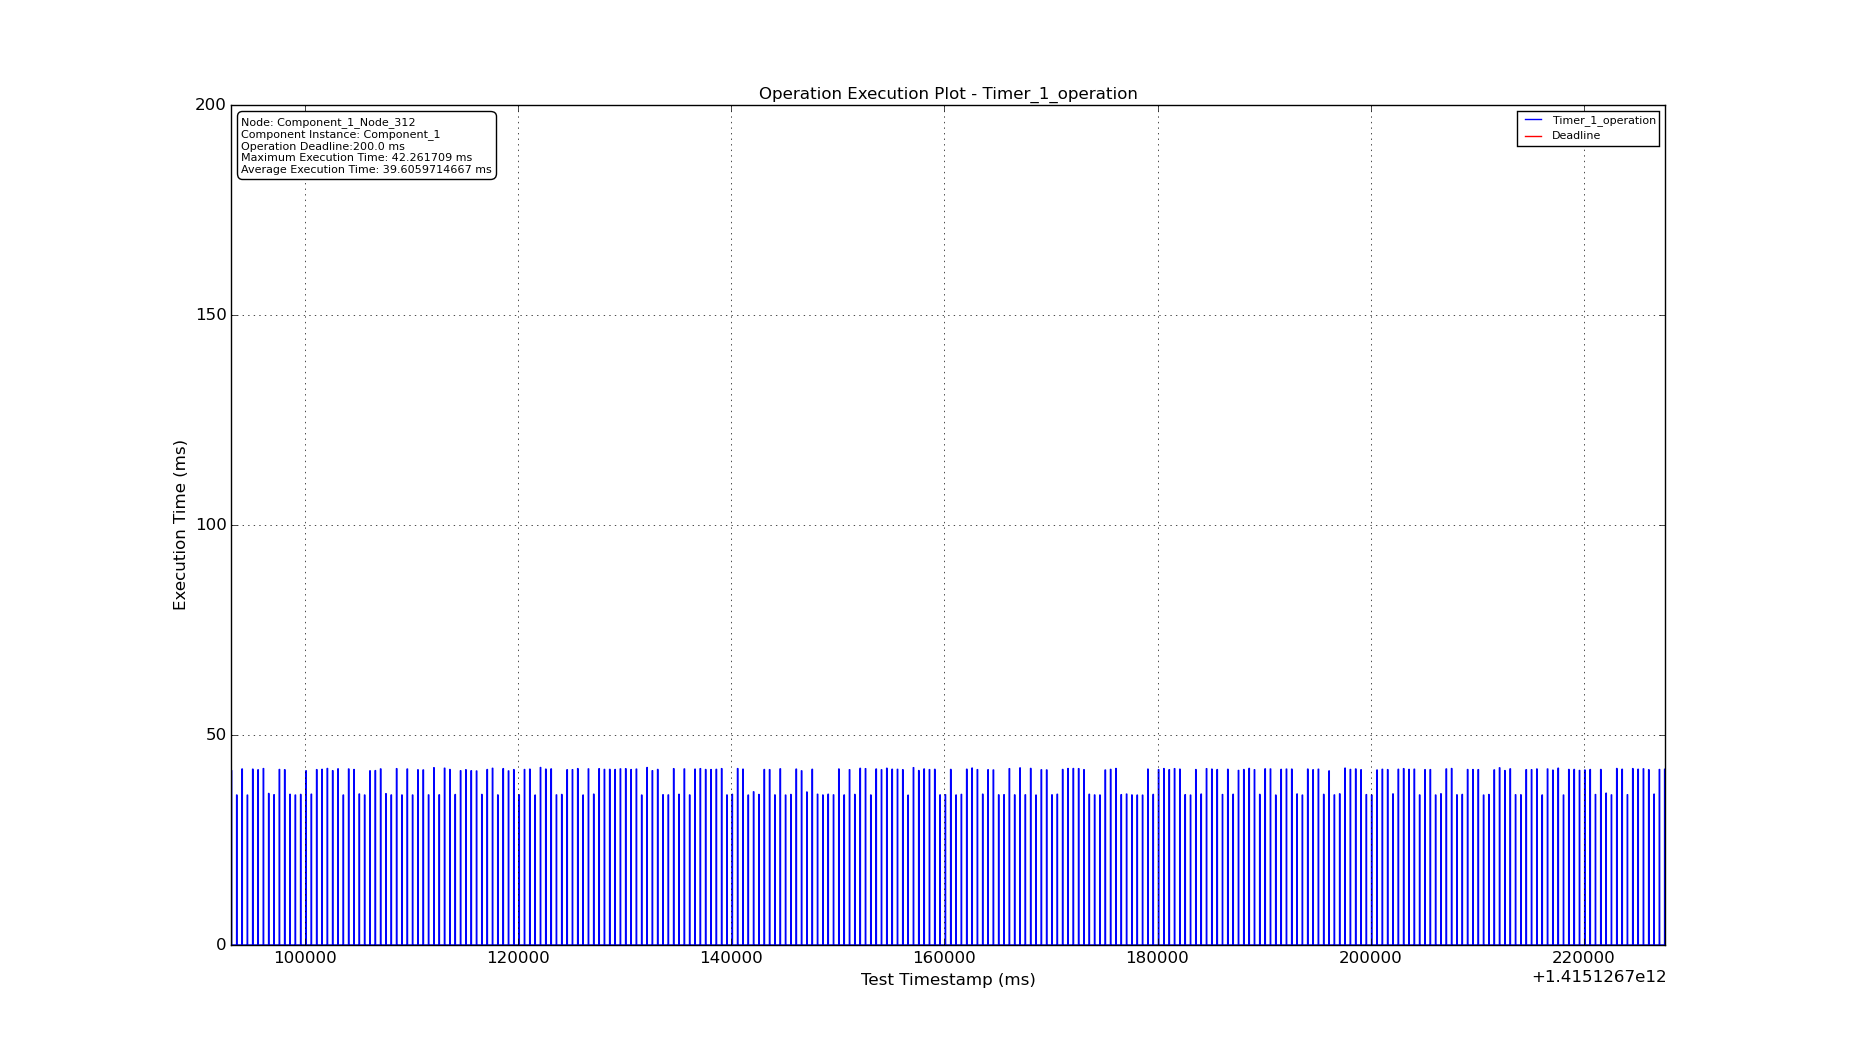 Operation Execution Plot - Timer_1_operation
Node: Component_1_Node_312
Component Instance: Component_1
Operation Deadline:200.0 ms
Maximum Execution Time: 42.261709 ms
Average Execution Time: 39.6059714667 ms
Timer_1_operation
Deadline
200
150
100
50
0
Execution Time (ms)
100000 120000 140000 160000 180000 200000 220000
+1.4151267e12
Test Timestamp (ms)